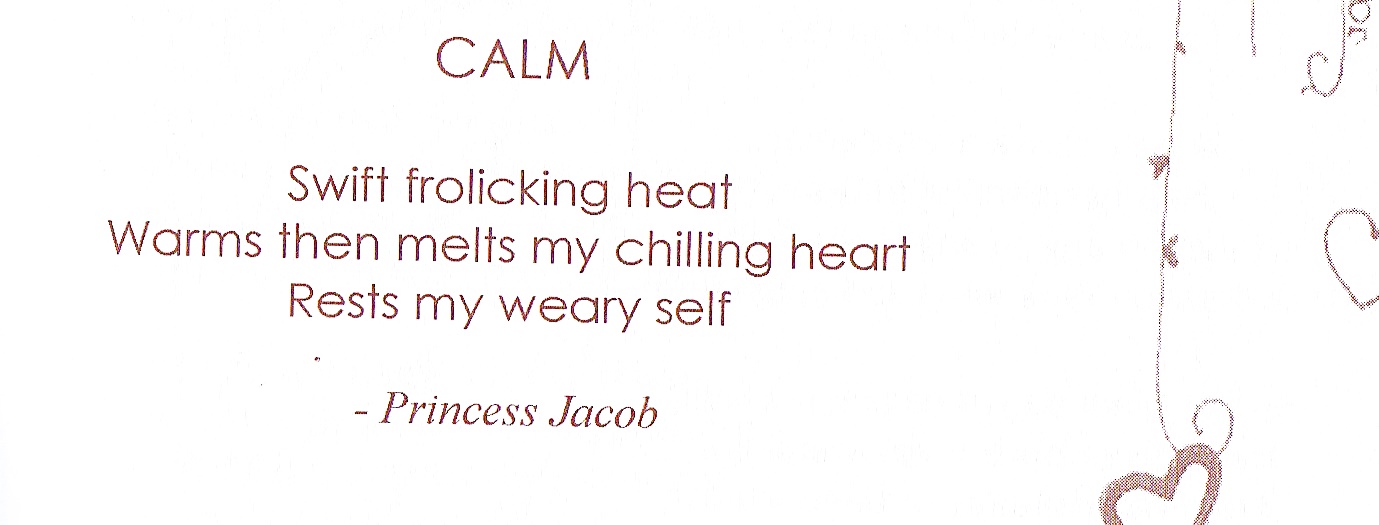 CALM
Swift frolicking heat
Warms then melts my chilling heart
Rests my weary self
- Princess Jacob